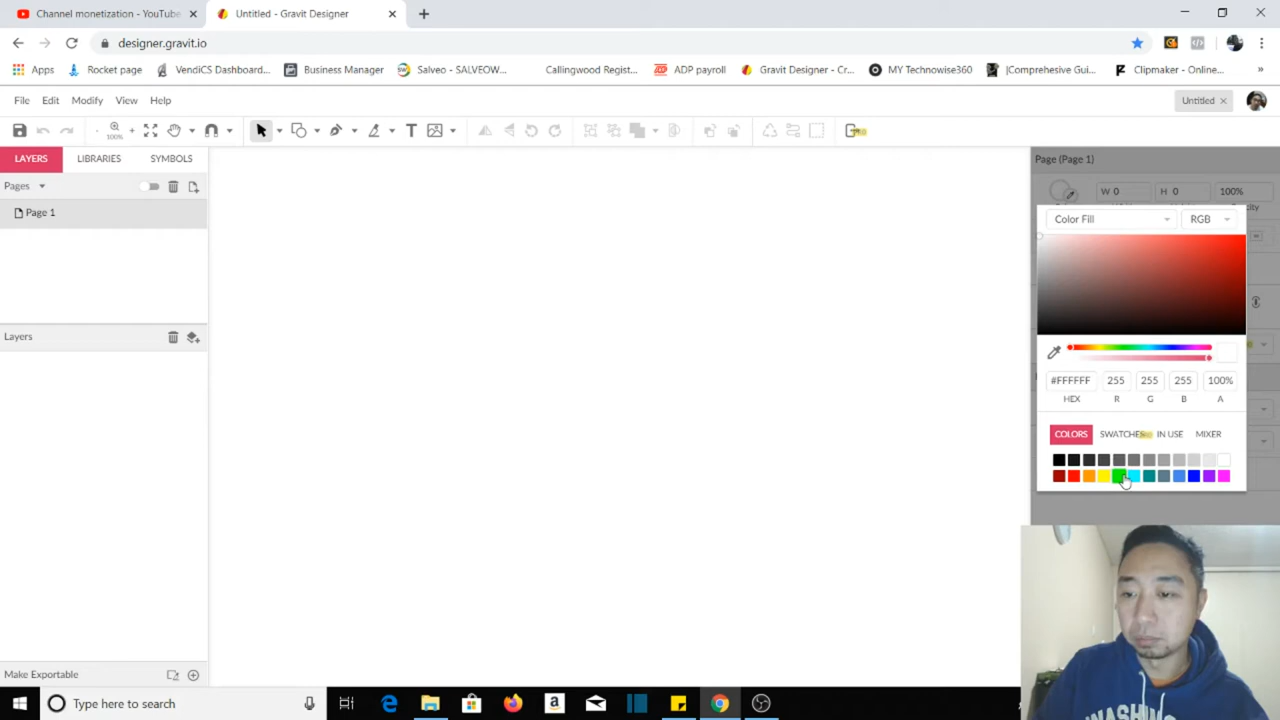 Channel monetization - YouTube
Untitled - Gravit Designer
designer.gravit.io
Apps
Rocket page
VendiCS Dashboard...
Business Manager
Salveo - SALVEOW...
Callingwood Regist...
ADP payroll
Gravit Designer - Cr...
MY Technowise360
|Comprehesive Gui...
Clipmaker - Online...
File
Edit
Modify
View
Help
Untitled
100%
LAYERS
LIBRARIES
SYMBOLS
Pages
Page 1
Layers
Make Exportable
Page (Page 1)
W 0
H 0
100%
Color Fill
RGB
#FFFFFF
255
255
255
100%
HEX
R
G
B
A
COLORS
SWATCHES
IN USE
MIXER
Type here to search